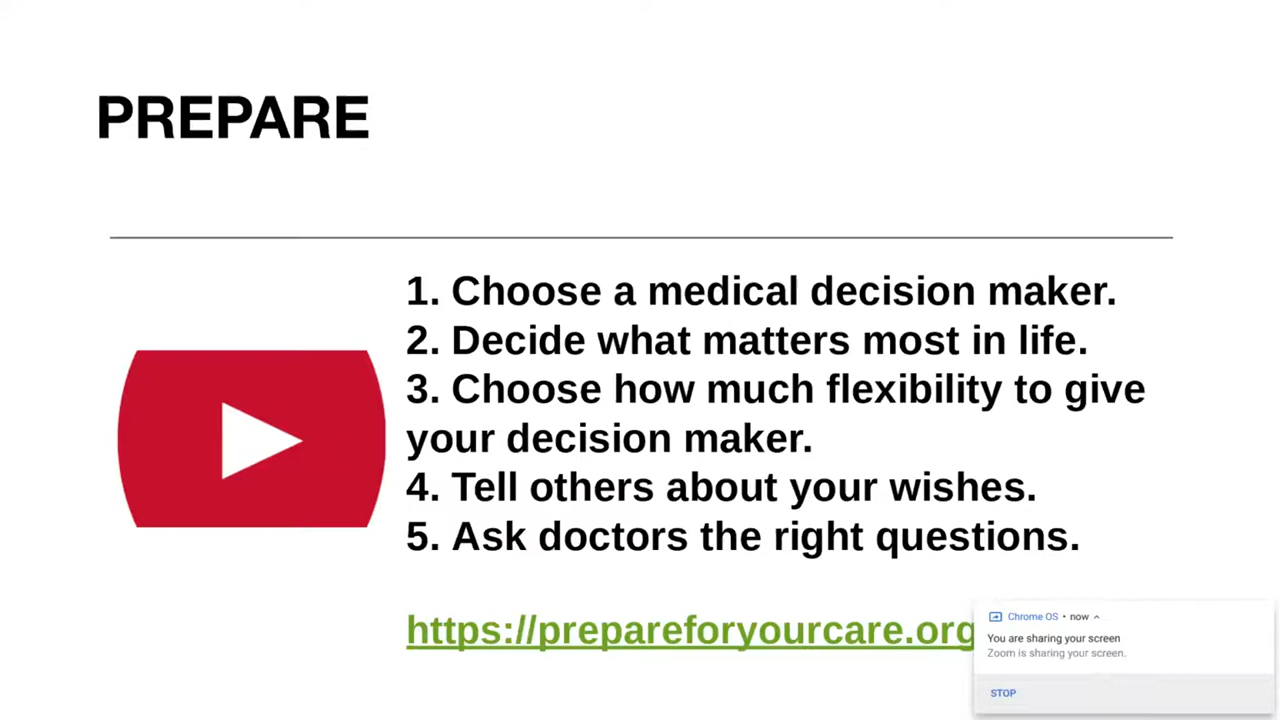 PREPARE
1. Choose a medical decision maker.
2. Decide what matters most in life.
3. Choose how much flexibility to give
your decision maker.
4. Tell others about your wishes.
5. Ask doctors the right questions.
https://prepareforyourcare.org
Chrome OS • now
You are sharing your screen
Zoom is sharing your screen.
STOP